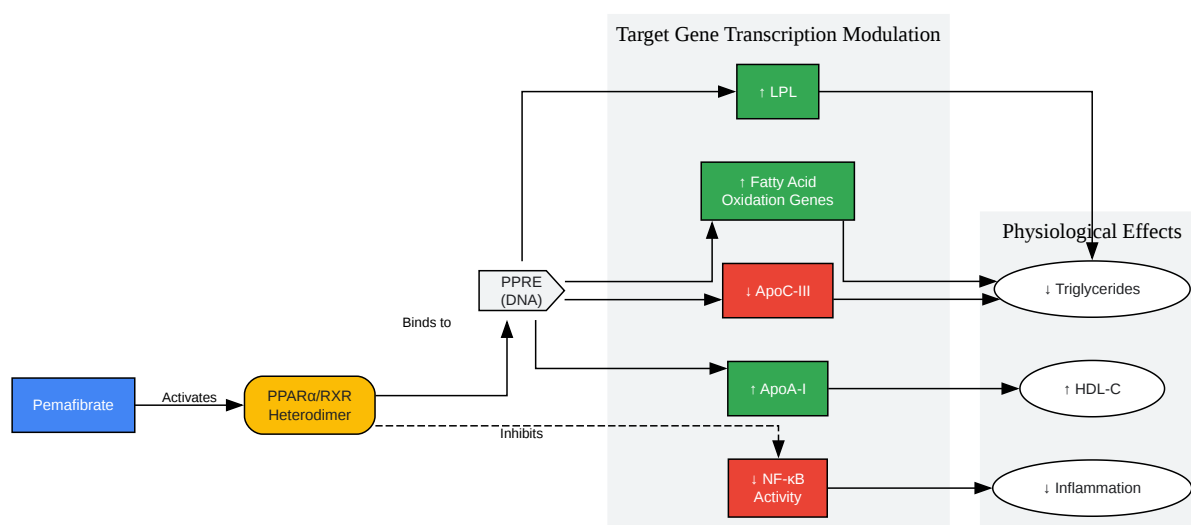 Target Gene Transcription Modulation
↑ LPL
↑ Fatty Acid
Oxidation Genes
Physiological Effects
PPRE
(DNA)
↓ ApoC-III
↓ Triglycerides
Binds to
Pemafibrate
Activates
PPARα/RXR
Heterodimer
↑ ApoA-I
↑ HDL-C
Inhibits
↓ NF-κB
Activity
↓ Inflammation